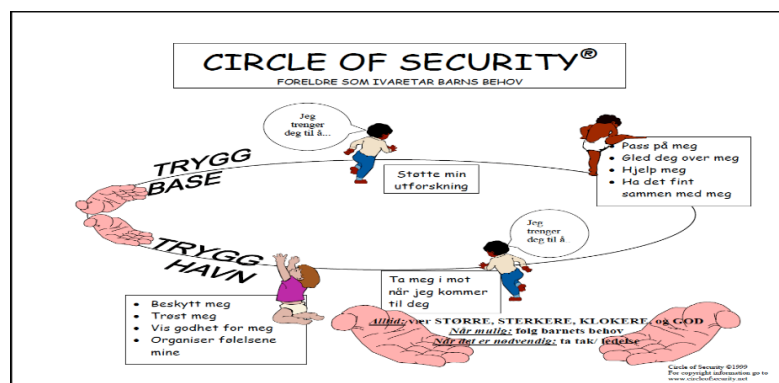 CIRCLE OF SECURITY®
FORELDRE SOM IVARETAR BARNS BEHOV
Jeg
trenger
deg til å...
TRYGG
BASE
Støtte min
utforskning
• Pass på meg
• Gled deg over meg
• Hjelp meg
• Ha det fint
sammen med meg
Jeg
trenger
deg til å..
TRYGG
HAVN
Ta meg i mot
når jeg kommer
til deg
• Beskytt meg
• Trøst meg
• Vis godhet for meg
• Organiser følelsene
mine
Alltid: vær STØRRE, STERKERE, KLOKERE, og GOD
Når mulig: følg barnets behov
Når det er nødvendig: ta tak/ ledelse
Circle of Security ©1999
For copyright information go to
www.circleofsecurity.net